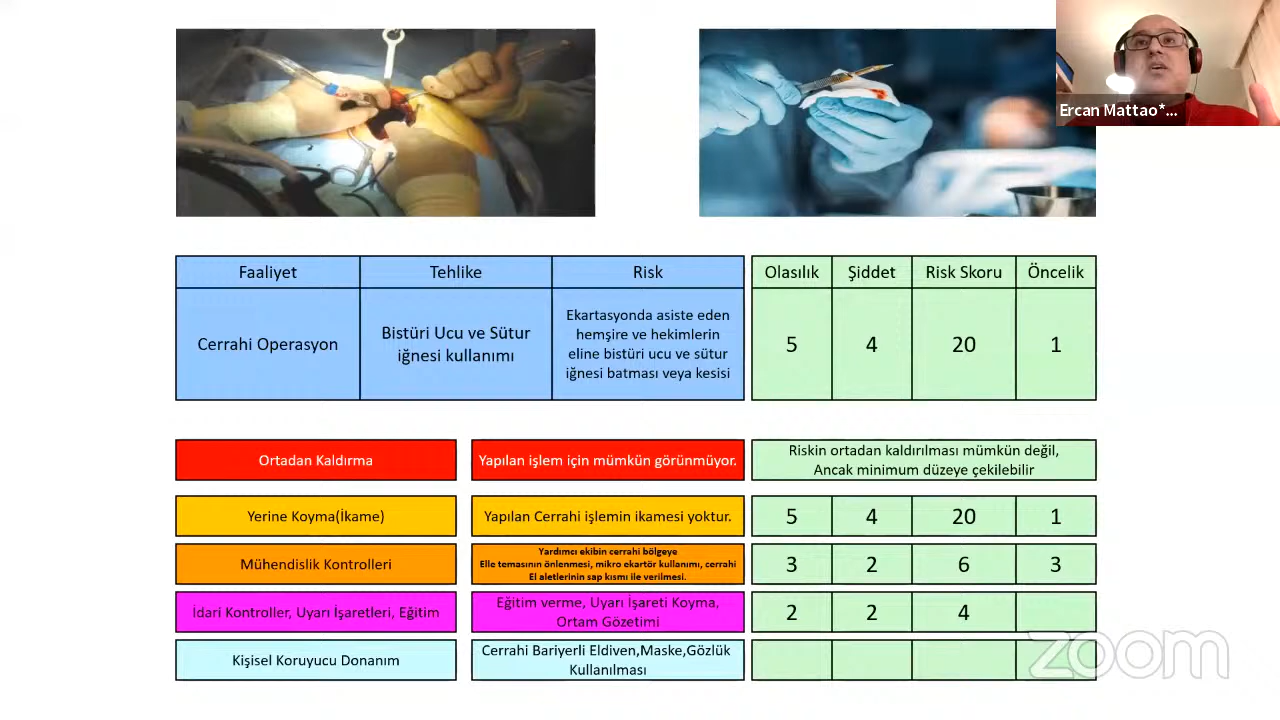 Ercan Mattao*...
Faaliyet
Tehlike
Risk
Olasılık
Şiddet
Risk Skoru
Öncelik
Cerrahi Operasyon
Bistüri Ucu ve Sütur
iğnesi kullanımı
Ekartasyonda asiste eden
hemşire ve hekimlerin
eline bistüri ucu ve sütur
iğnesi batması veya kesisi
5
4
20
1
Ortadan Kaldırma
Yapılan işlem için mümkün görünmüyor.
Riskin ortadan kaldırılması mümkün değil,
Ancak minimum düzeye çekilebilir
Yerine Koyma(İkame)
Yapılan Cerrahi işlemin ikamesi yoktur.
5
4
20
1
Mühendislik Kontrolleri
Yardımcı ekibin cerrahi bölgeye
Elle temasının önlenmesi, mikro ekartör kullanımı, cerrahi
El aletlerinin sap kısmı ile verilmesi.
3
2
6
3
İdari Kontroller, Uyarı İşaretleri, Eğitim
Eğitim verme, Uyarı İşareti Koyma,
Ortam Gözetimi
2
2
4
Kişisel Koruyucu Donanım
Cerrahi Bariyerli Eldiven,Maske,Gözlük
Kullanılması
zoom